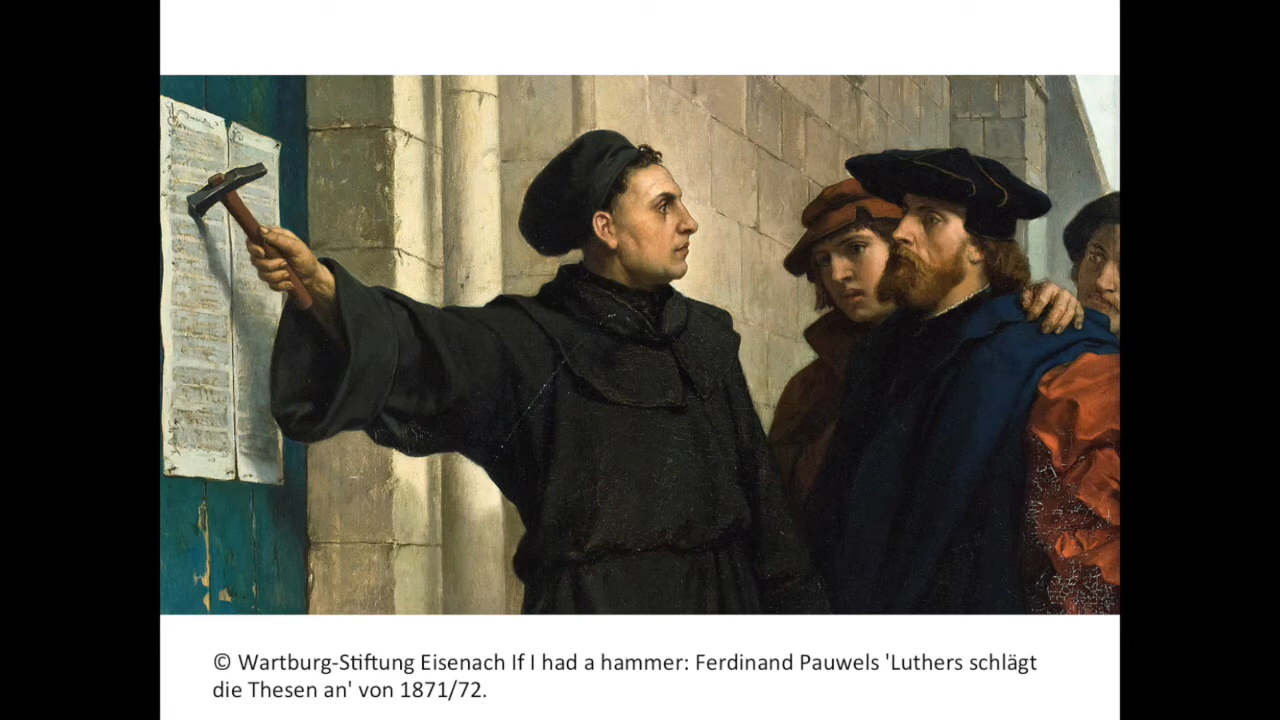 © Wartburg-Stiftung Eisenach If I had a hammer: Ferdinand Pauwels 'Luthers schlägt
die Thesen an' von 1871/72.